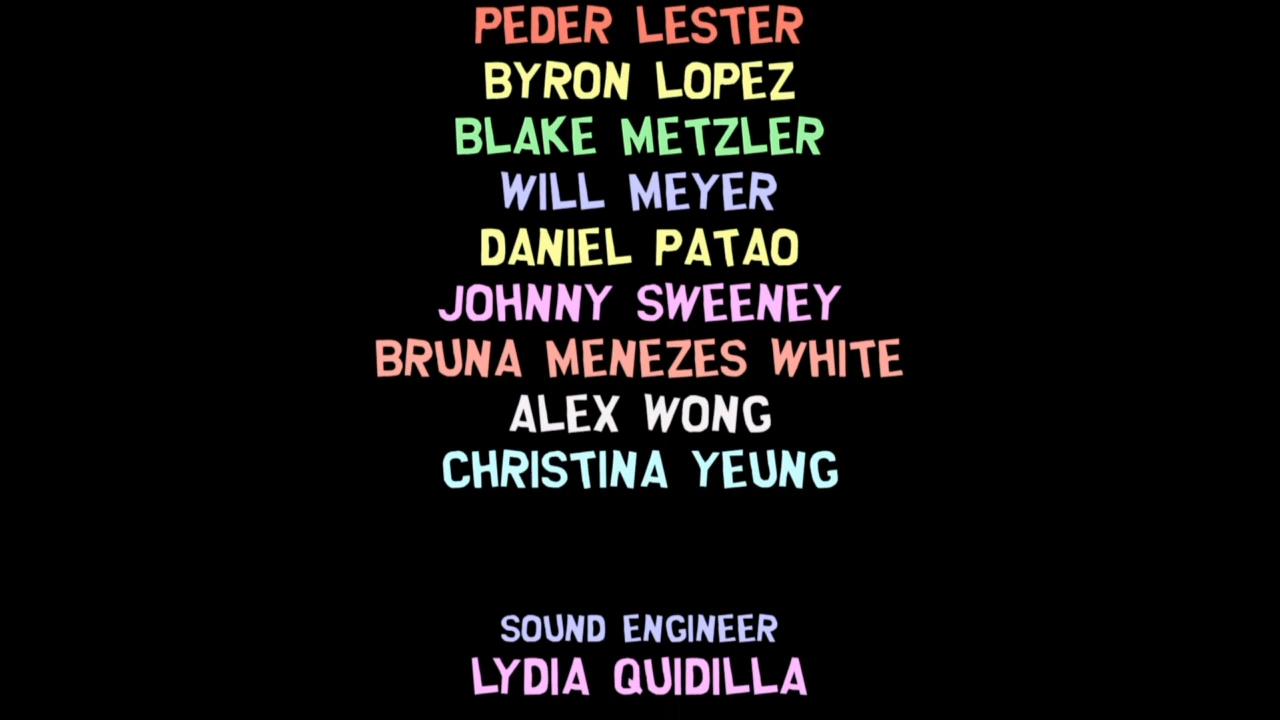 PEDER LESTER
BYRON LOPEZ
BLAKE METZLER
WILL MEYER
DANIEL PATAO
JOHNNY SWEENEY
BRUNA MENEZES WHITE
ALEX WONG
CHRISTINA YEUNG
SOUND ENGINEER
LYDIA QUIDILLA